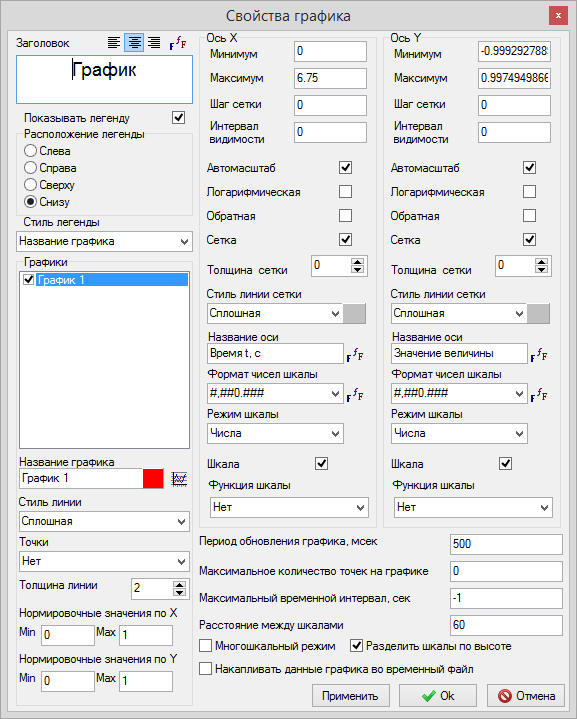 Свойства графика
Заголовок
График
Показывать легенду
Расположение легенды
Слева
Справа
Сверху
Снизу
Стиль легенды
Название графика
Графики
График 1
Название графика
График 1
Стиль линии
Сплошная
Точки
Нет
Толщина линии 2
Нормировочные значения по X
Min 0 Max 1
Нормировочные значения по Y
Min 0 Max 1
Ось X
Минимум 0
Максимум 6.75
Шаг сетки 0
Интервал
видимости 0
Автомасштаб
Логарифмическая
Обратная
Сетка
Толщина сетки 0
Стиль линии сетки
Сплошная
Название оси
Время t, с
Формат чисел шкалы
#,##0.###
Режим шкалы
Числа
Шкала
Функция шкалы
Нет
Ось Y
Минимум -0.999292788
Максимум 0.9974949866
Шаг сетки 0
Интервал
видимости 0
Автомасштаб
Логарифмическая
Обратная
Сетка
Толщина сетки 0
Стиль линии сетки
Сплошная
Название оси
Значение величины
Формат чисел шкалы
#,##0.###
Режим шкалы
Числа
Шкала
Функция шкалы
Нет
Период обновления графика, мсек 500
Максимальное количество точек на графике 0
Максимальный временной интервал, сек -1
Расстояние между шкалами 60
Многошкальный режим Разделить шкалы по высоте
Накапливать данные графика во временный файл
Применить Ok Отмена